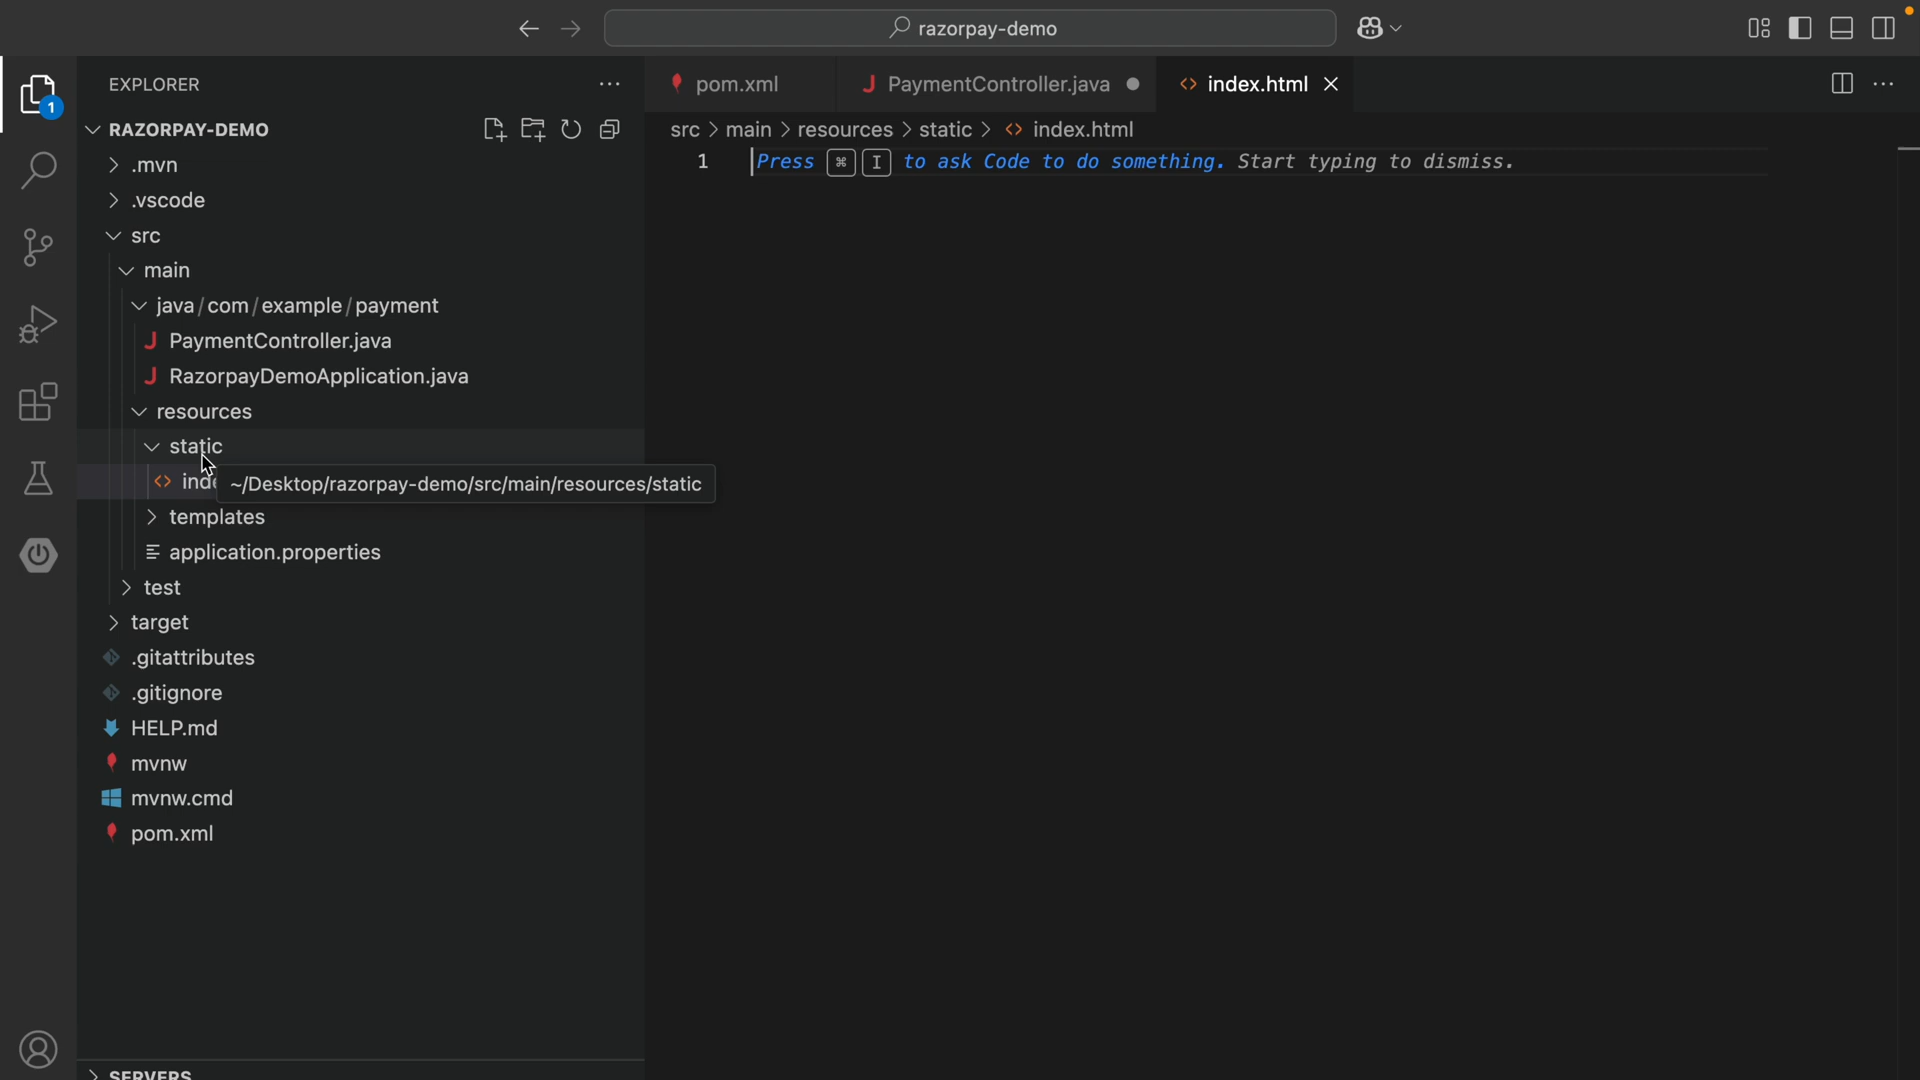 razorpay-demo
EXPLORER
RAZORPAY-DEMO
.mvn
.vscode
src
main
java/com/example/payment
PaymentController.java
RazorpayDemoApplication.java
resources
static
inde
~/Desktop/razorpay-demo/src/main/resources/static
templates
application.properties
test
target
.gitattributes
.gitignore
HELP.md
mvnw
mvnw.cmd
pom.xml
SERVERS
1
pom.xml PaymentController.java index.html
src > main > resources > static > index.html
1 Press ⌘ I to ask Code to do something. Start typing to dismiss.